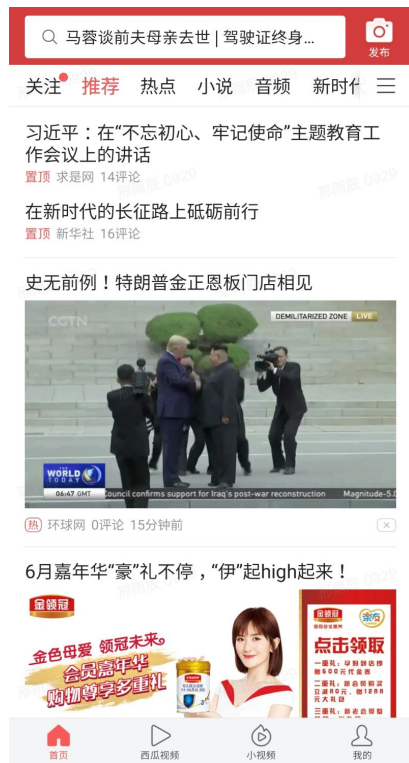 马蓉谈前夫母亲去世 | 驾驶证终身...
发布
关注 推荐 热点 小说 音频 新时代
习近平：在“不忘初心、牢记使命”主题教育工
作会议上的讲话
置顶 求是网 14评论
在新时代的长征路上砥砺前行
置顶 新华社 16评论
史无前例！特朗普金正恩板门店相见
CGTN
DEMILITARIZED ZONE LIVE
THE
WORLD
TODAY
06:47 GMT Council confirms support for Iraq's post-war reconstruction Magnitude-5.0
热 环球网 0评论 15分钟前
6月嘉年华“豪”礼不停，“伊”起high起来！
金领冠
金领冠
金色母爱 领冠未来。
会员嘉年华
购物尊享多重礼
点击领取
首页 西瓜视频 小视频 我的
邢雨辰 0929